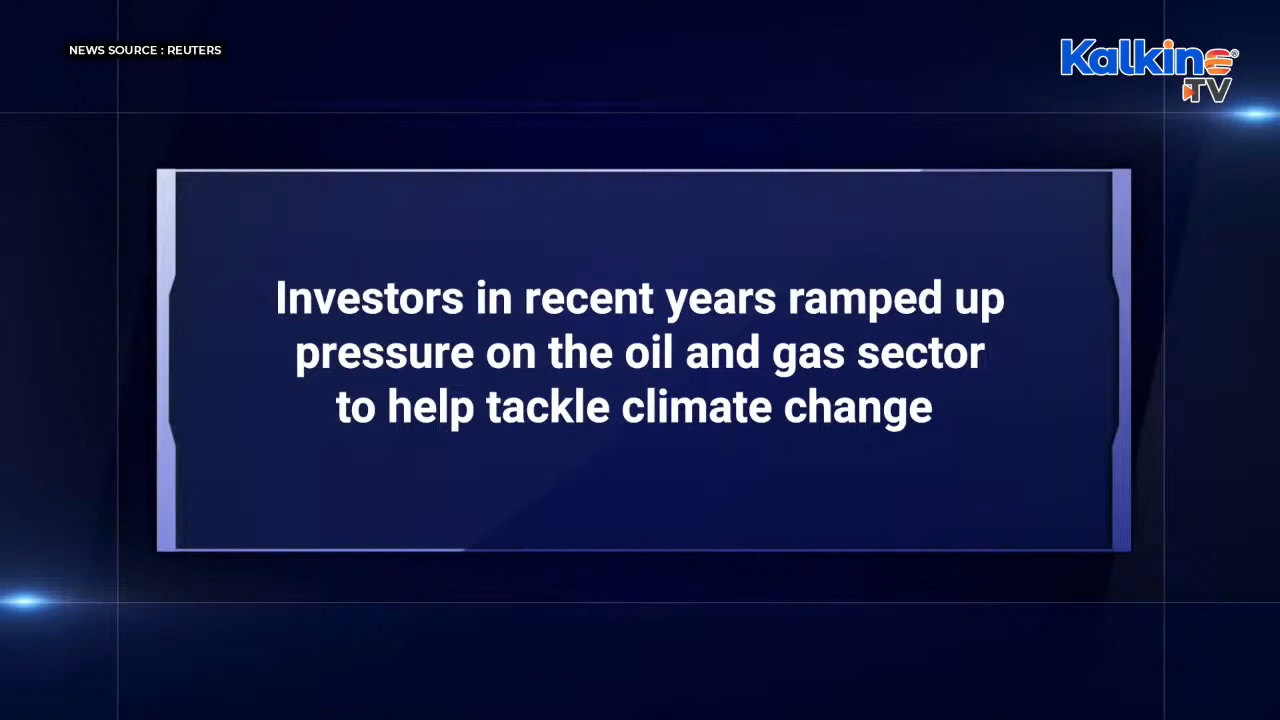 NEWS SOURCE : REUTERS
Kalkine®
TV
Investors in recent years ramped up
pressure on the oil and gas sector
to help tackle climate change